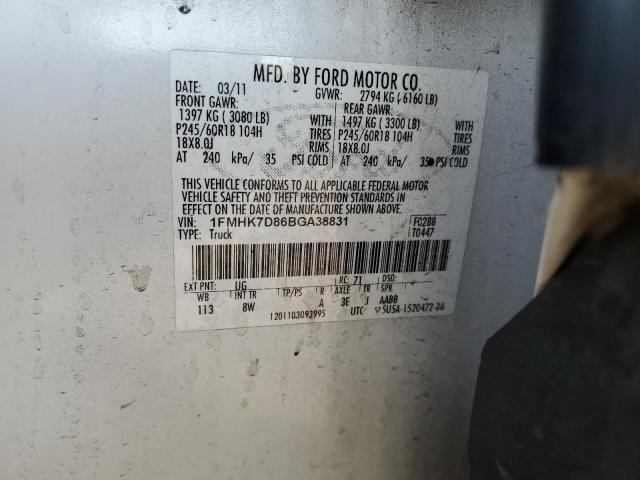 MFD. BY FORD MOTOR CO.
DATE: 03/11 GVWR: 2794 KG ( 6160 LB)
FRONT GAWR: REAR GAWR:
1397 KG ( 3080 LB) WITH 1497 KG ( 3300 LB) WITH
P245/60R18 104H TIRES P245/60R18 104H TIRES
18X8.0J RIMS 18X8.0J RIMS
AT 240 kPa/ 35 PSI COLD AT 240 kPa/ 35 PSI COLD
THIS VEHICLE CONFORMS TO ALL APPLICABLE FEDERAL MOTOR
VEHICLE SAFETY AND THEFT PREVENTION STANDARDS IN
EFFECT ON THE DATE OF MANUFACTURE SHOWN ABOVE.
VIN: 1FMHK7D86BGA38831 F0288
TYPE: Truck T0447
EXT PNT: UG RC: 71 DSO:
WB INT TR TP/PS R AXLE TR SPR
113 8W A 3E J AABB
1201103093995 UTC 5U5A-1520472-